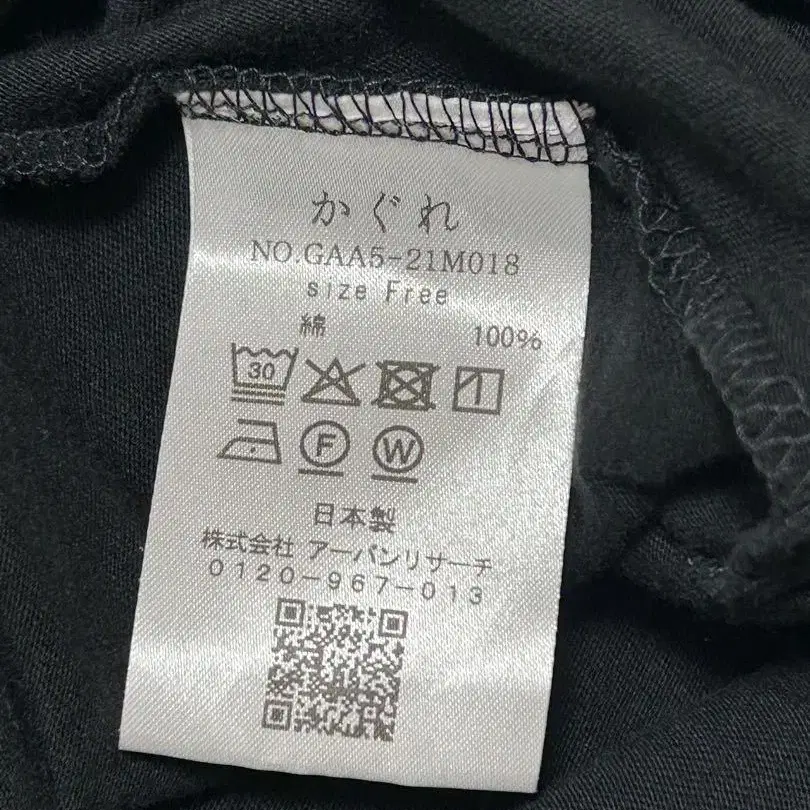 かぐれ
NO.GAA5-21M018
size Free
綿 100%
30
F W
日本製
株式会社 アーバンリサーチ
0120-967-013